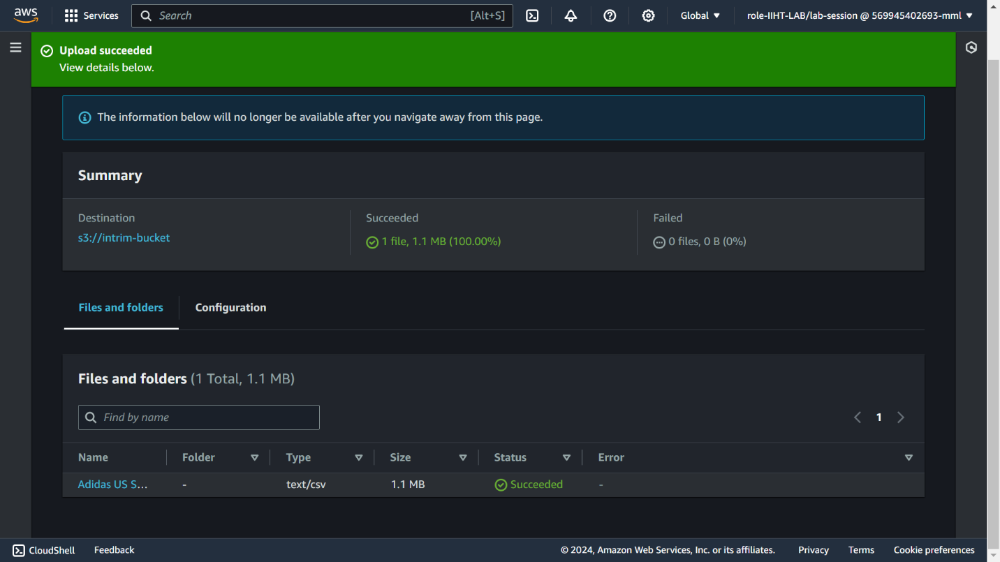 aws Services Search [Alt+S] Global role-IIHT-LAB/lab-session @ 569945402693-mml
Upload succeeded
View details below.
The information below will no longer be available after you navigate away from this page.
Summary
Destination Succeeded Failed
s3://intrim-bucket 1 file, 1.1 MB (100.00%) 0 files, 0 B (0%)
Files and folders Configuration
Files and folders (1 Total, 1.1 MB)
Find by name 1
Name Folder Type Size Status Error
Adidas US S... - text/csv 1.1 MB Succeeded -
CloudShell Feedback © 2024, Amazon Web Services, Inc. or its affiliates. Privacy Terms Cookie preferences